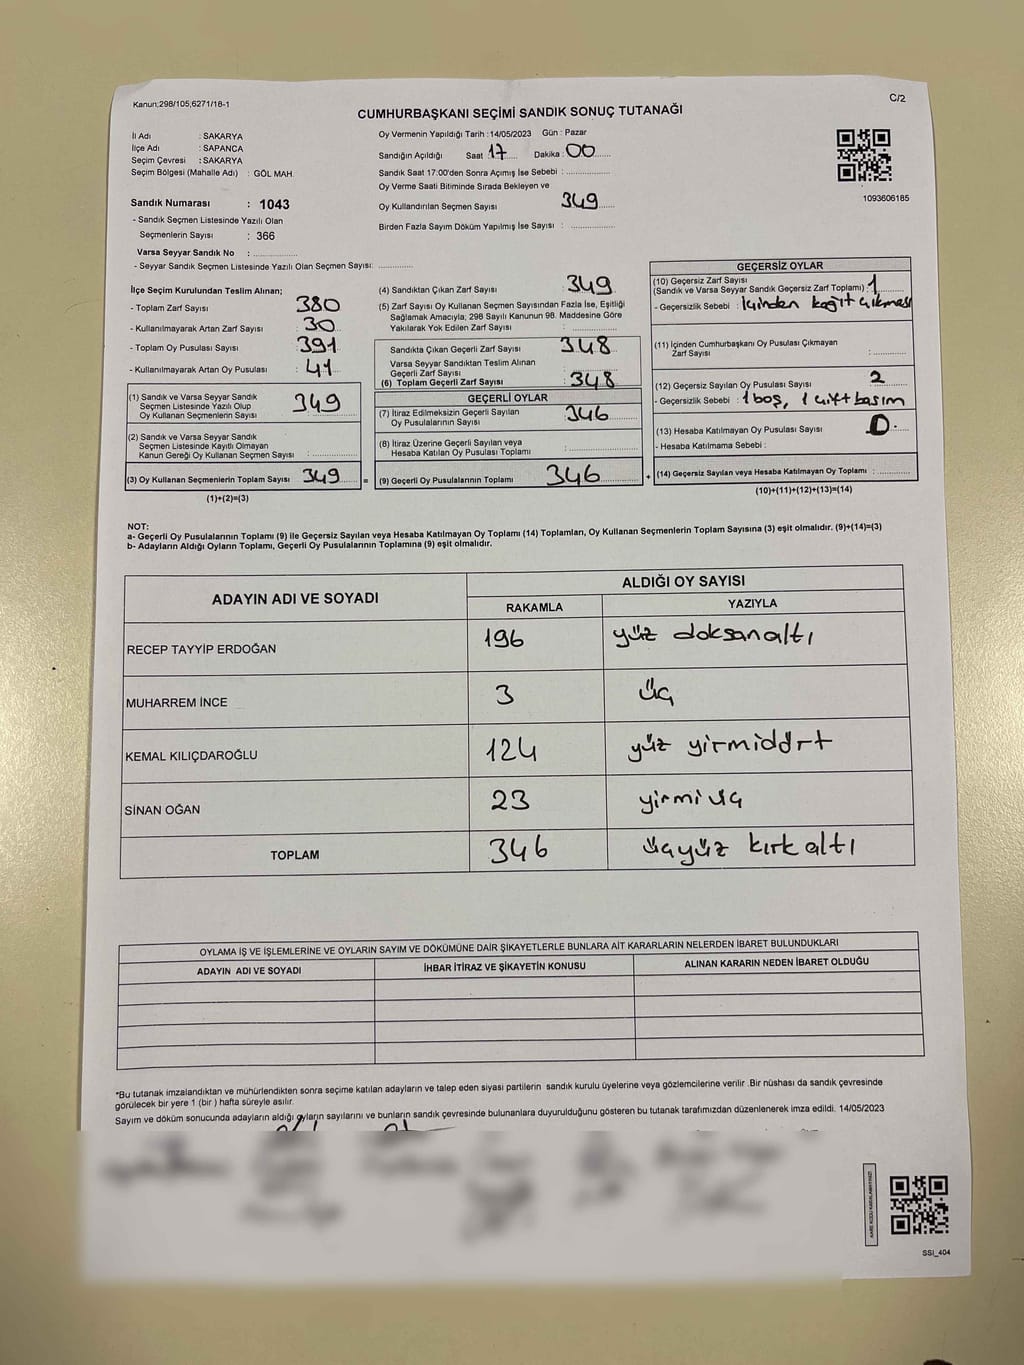 Kanun:298/105,6271/16-1
C/2
CUMHURBAŞKANI SEÇİMİ SANDIK SONUÇ TUTANAĞI
İl Adı : SAKARYA
İlçe Adı : SAPANCA
Seçim Çevresi : SAKARYA
Seçim Bölgesi (Mahalle Adı) : GÖL MAH.
Sandık Numarası : 1043
- Sandık Seçmen Listesinde Yazılı Olan
Seçmenlerin Sayısı : 366
Varsa Seyyar Sandık No :
- Seyyar Sandık Seçmen Listesinde Yazılı Olan Seçmen Sayısı:
Oy Vermenin Yapıldığı Tarih : 14/05/2023 Gün : Pazar
Sandığın Açıldığı Saat : 17 Dakika : 00
Sandık Saat 17:00'den Sonra Açımış İse Sebebi :
Oy Verme Saati Bitiminde Sırada Bekleyen ve
Oy Kullandırılan Seçmen Sayısı 349
Birden Fazla Sayım Döküm Yapılmış İse Sayısı :
1093606185
İlçe Seçim Kurulundan Teslim Alınan;
- Toplam Zarf Sayısı : 380
- Kullanılmayarak Artan Zarf Sayısı : 30
- Toplam Oy Pusulası Sayısı : 391
- Kullanılmayarak Artan Oy Pusulası : 41
(1) Sandık ve Varsa Seyyar Sandık
Seçmen Listesinde Yazılı Olup
Oy Kullanan Seçmenlerin Sayısı : 349
(2) Sandık ve Varsa Seyyar Sandık
Seçmen Listesinde Kayıtlı Olmayan
Kanun Gereği Oy Kullanan Seçmen Sayısı :
(3) Oy Kullanan Seçmenlerin Toplam Sayısı 349 =
(1)+(2)=(3)
(4) Sandıktan Çıkan Zarf Sayısı : 349
(5) Zarf Sayısı Oy Kullanan Seçmen Sayısından Fazla İse, Eşitliği
Sağlamak Amacıyla; 298 Sayılı Kanunun 98. Maddesine Göre
Yakılarak Yok Edilen Zarf Sayısı :
Sandıkta Çıkan Geçerli Zarf Sayısı : 348
Varsa Seyyar Sandıktan Teslim Alınan
Geçerli Zarf Sayısı
(6) Toplam Geçerli Zarf Sayısı : 348
GEÇERLİ OYLAR
(7) İtiraz Edilmeksizin Geçerli Sayılan
Oy Pusulalarının Sayısı : 346
(8) İtiraz Üzerine Geçerli Sayılan veya
Hesaba Katılan Oy Pusulası Toplamı :
(9) Geçerli Oy Pusulalarının Toplamı 346 +
GEÇERSİZ OYLAR
(10) Geçersiz Zarf Sayısı
(Sandık ve Varsa Seyyar Sandık Geçersiz Zarf Toplamı) : 1
- Geçersizlik Sebebi : İçinden kağıt çıkması
(11) İçinden Cumhurbaşkanı Oy Pusulası Çıkmayan
Zarf Sayısı :
(12) Geçersiz Sayılan Oy Pusulası Sayısı : 2
- Geçersizlik Sebebi : 1 boş, 1 çift basım
(13) Hesaba Katılmayan Oy Pusulası Sayısı : 0
- Hesaba Katılmama Sebebi :
(14) Geçersiz Sayılan veya Hesaba Katılmayan Oy Toplamı :
(10)+(11)+(12)+(13)=(14)
NOT:
a- Geçerli Oy Pusulalarının Toplamı (9) ile Geçersiz Sayılan veya Hesaba Katılmayan Oy Toplamı (14) Toplamları, Oy Kullanan Seçmenlerin Toplam Sayısına (3) eşit olmalıdır. (9)+(14)=(3)
b- Adayların Aldığı Oyların Toplamı, Geçerli Oy Pusulalarının Toplamına (9) eşit olmalıdır.
ADAYIN ADI VE SOYADI
ALDIĞI OY SAYISI
RAKAMLA YAZIYLA
RECEP TAYYİP ERDOĞAN 196 yüz doksanaltı
MUHARREM İNCE 3 üç
KEMAL KILIÇDAROĞLU 124 yüz yirmidört
SİNAN OĞAN 23 yirmi üç
TOPLAM 346 üçyüz kırkaltı
OYLAMA İŞ VE İŞLEMLERİNE VE OYLARIN SAYIM VE DÖKÜMÜNE DAİR ŞİKAYETLERLE BUNLARA AİT KARARLARIN NELERDEN İBARET BULUNDUKLARI
ADAYIN ADI VE SOYADI İHBAR İTİRAZ VE ŞİKAYETİN KONUSU ALINAN KARARIN NEDEN İBARET OLDUĞU
*Bu tutanak imzalandıktan ve mühürlendikten sonra seçime katılan adayların ve talep eden siyasi partilerin sandık kurulu üyelerine veya gözlemcilerine verilir .Bir nüshası da sandık çevresinde
görülecek bir yere 1 (bir ) hafta süreyle asılır.
Sayım ve döküm sonucunda adayların aldığı oyların sayılarını ve bunların sandık çevresinde bulunanlara duyurulduğunu gösteren bu tutanak tarafımızdan düzenlenerek imza edildi. 14/05/2023
SSI_404